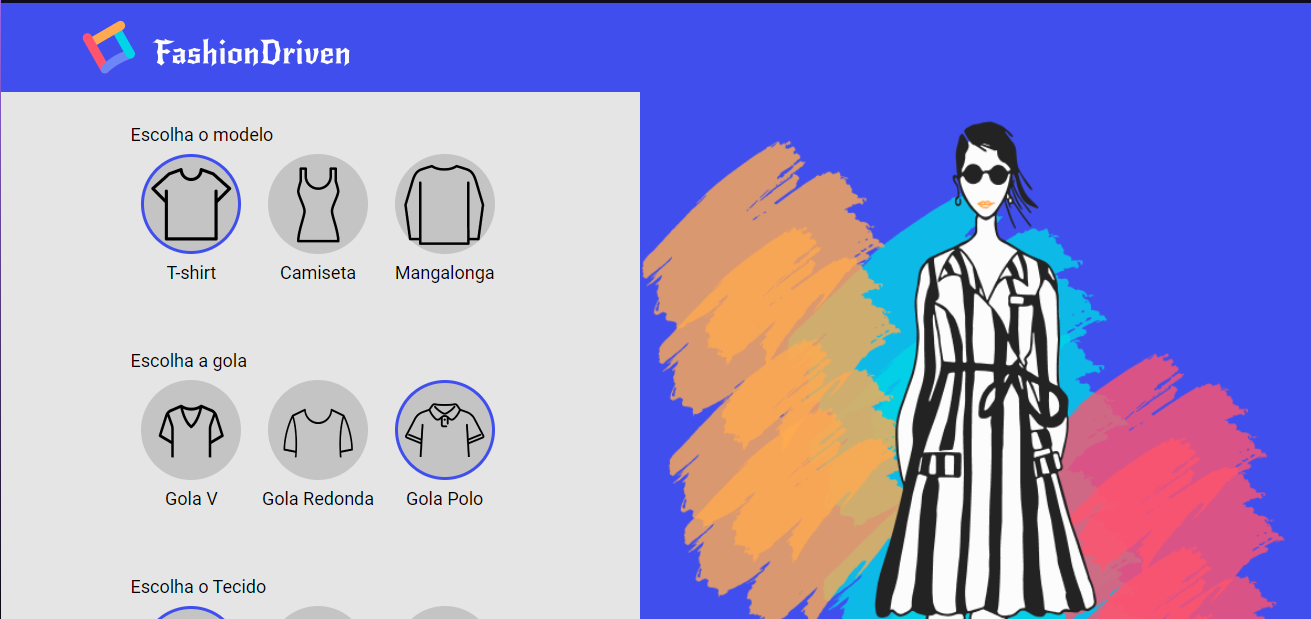 FashionDriven
Escolha o modelo
T-shirt
Camiseta
Mangalonga
Escolha a gola
Gola V
Gola Redonda
Gola Polo
Escolha o Tecido